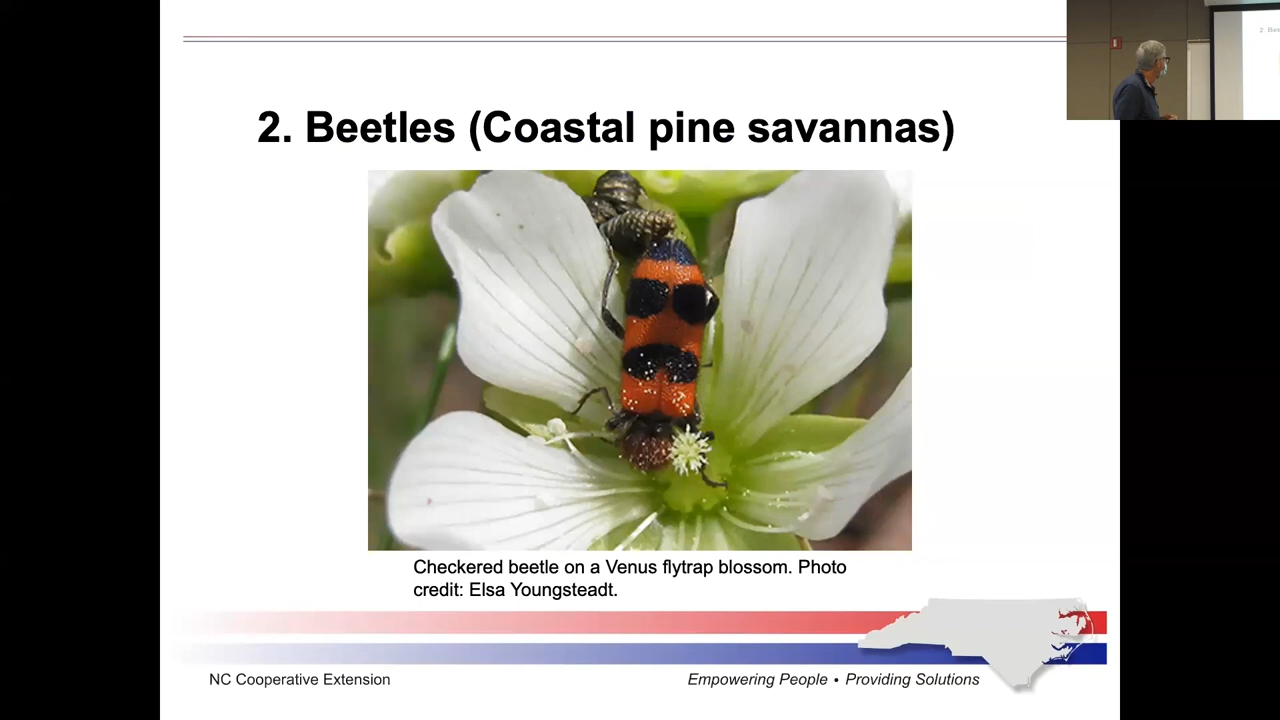 2. Beetles (Coastal pine savannas)
Checkered beetle on a Venus flytrap blossom. Photo
credit: Elsa Youngsteadt.
NC Cooperative Extension
Empowering People • Providing Solutions